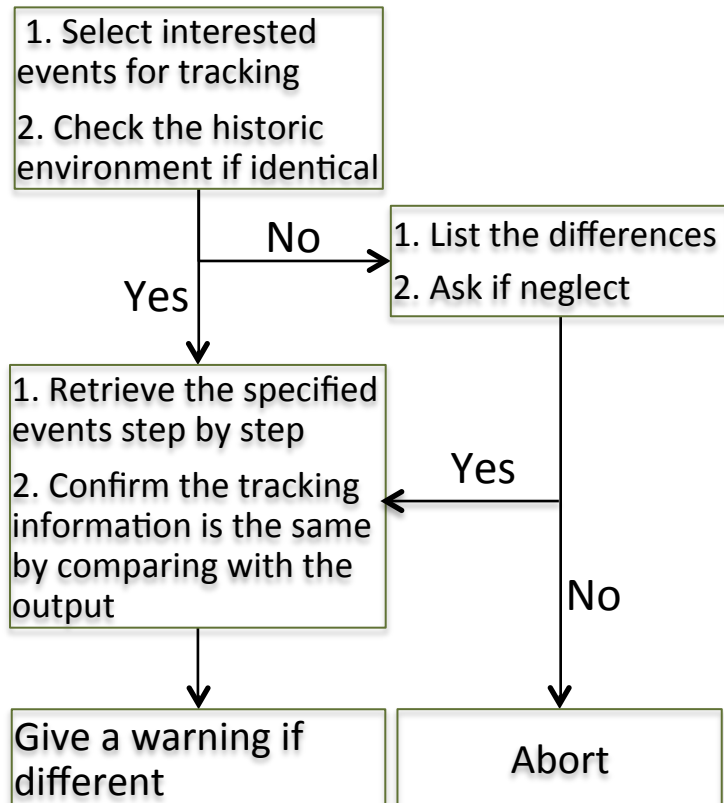 1. Select interested
events for tracking
2. Check the historic
environment if identical
No
1. List the differences
2. Ask if neglect
Yes
1. Retrieve the specified
events step by step
2. Confirm the tracking
information is the same
by comparing with the
output
Yes
No
Give a warning if
different
Abort